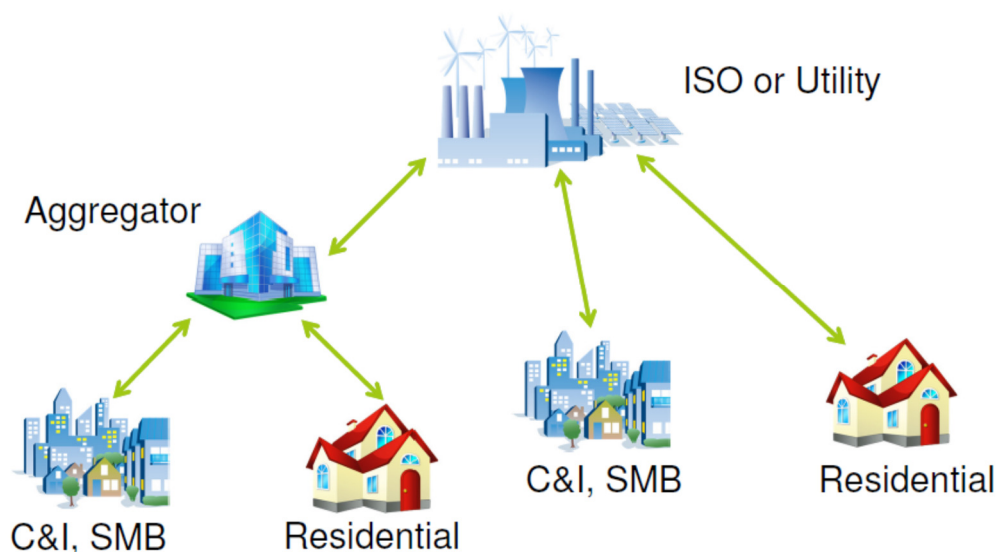 ISO or Utility
Aggregator
C&I, SMB
Residential
C&I, SMB
Residential